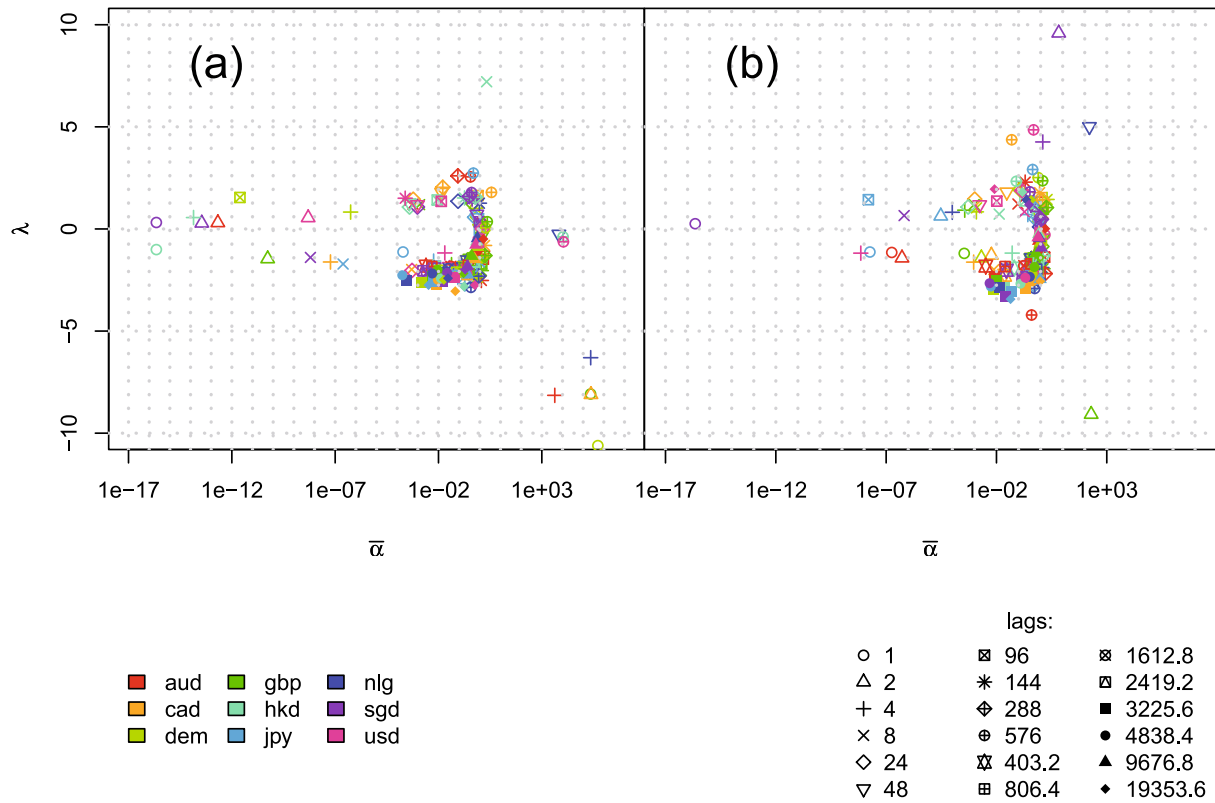 (a) (b)
10
5
0
−5
−10
λ
1e−17 1e−12 1e−07 1e−02 1e+03 1e−17 1e−12 1e−07 1e−02 1e+03
α α
lags:
aud gbp nlg 1 96 1612.8
cad hkd sgd 2 144 2419.2
dem jpy usd 4 288 3225.6
8 576 4838.4
24 403.2 9676.8
48 806.4 19353.6